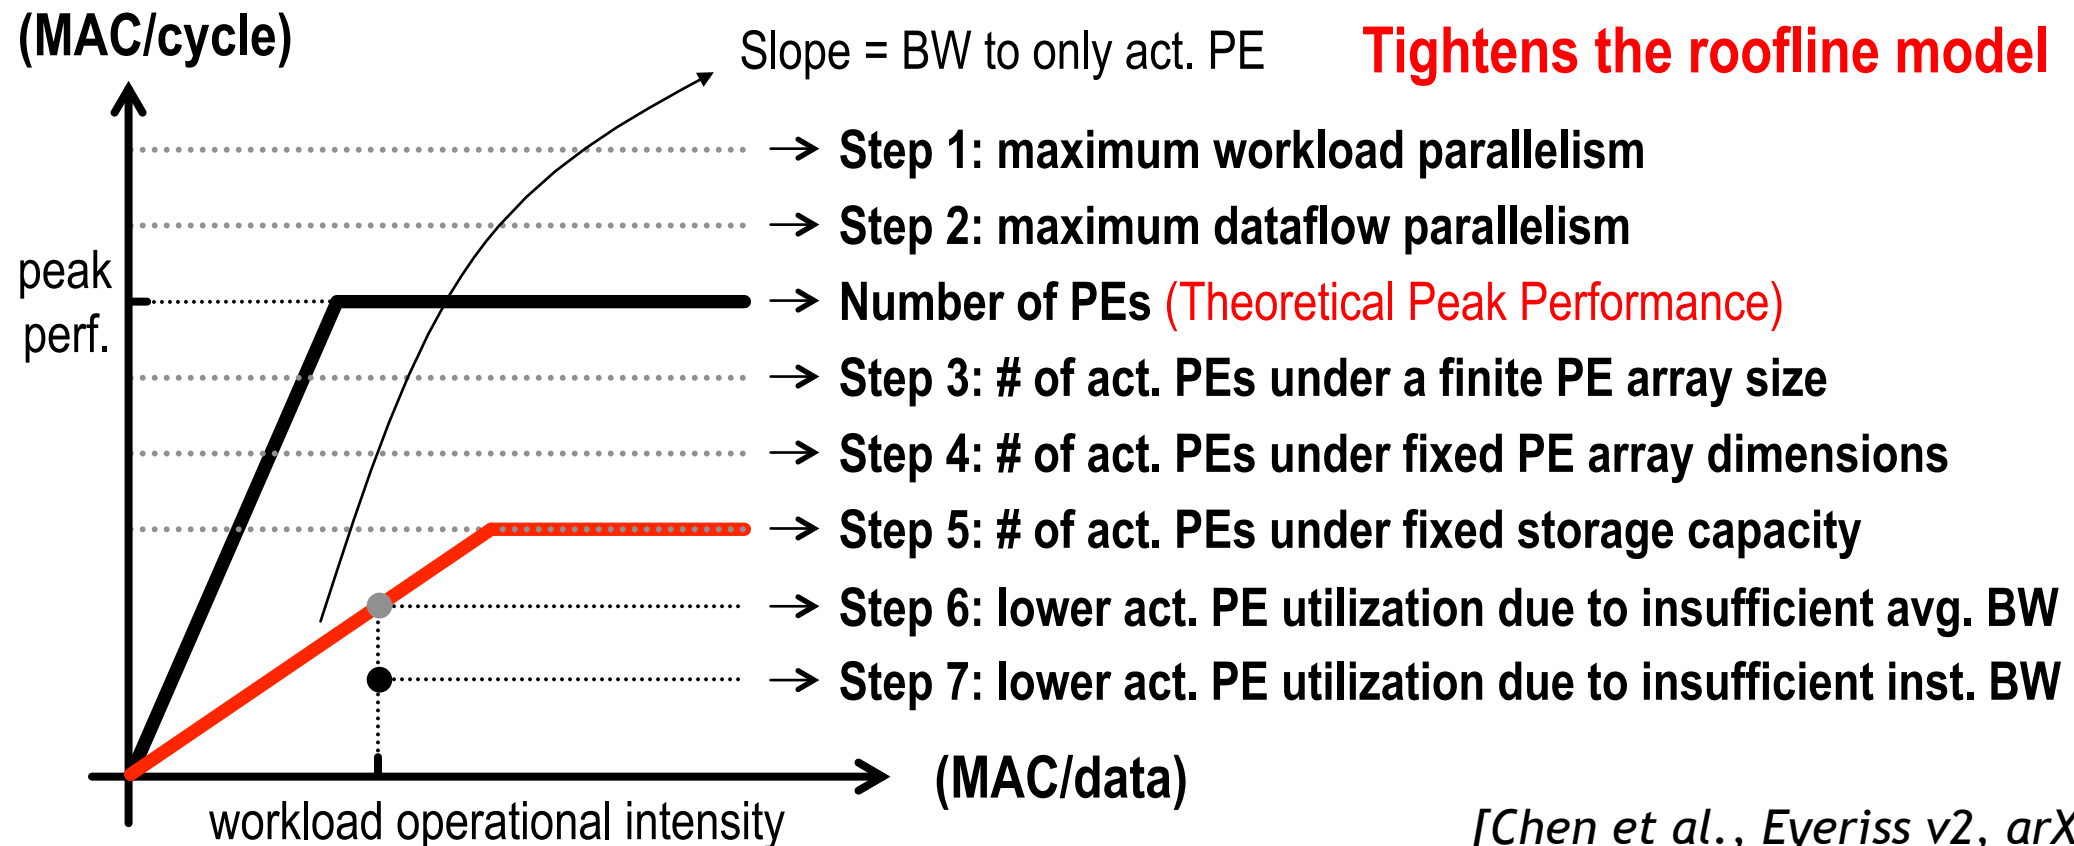 (MAC/cycle)
Slope = BW to only act. PE
Tightens the roofline model
Step 1: maximum workload parallelism
Step 2: maximum dataflow parallelism
peak
perf.
Number of PEs (Theoretical Peak Performance)
Step 3: # of act. PEs under a finite PE array size
Step 4: # of act. PEs under fixed PE array dimensions
Step 5: # of act. PEs under fixed storage capacity
Step 6: lower act. PE utilization due to insufficient avg. BW
Step 7: lower act. PE utilization due to insufficient inst. BW
(MAC/data)
workload operational intensity
[Chen et al., Eyeriss v2, arX